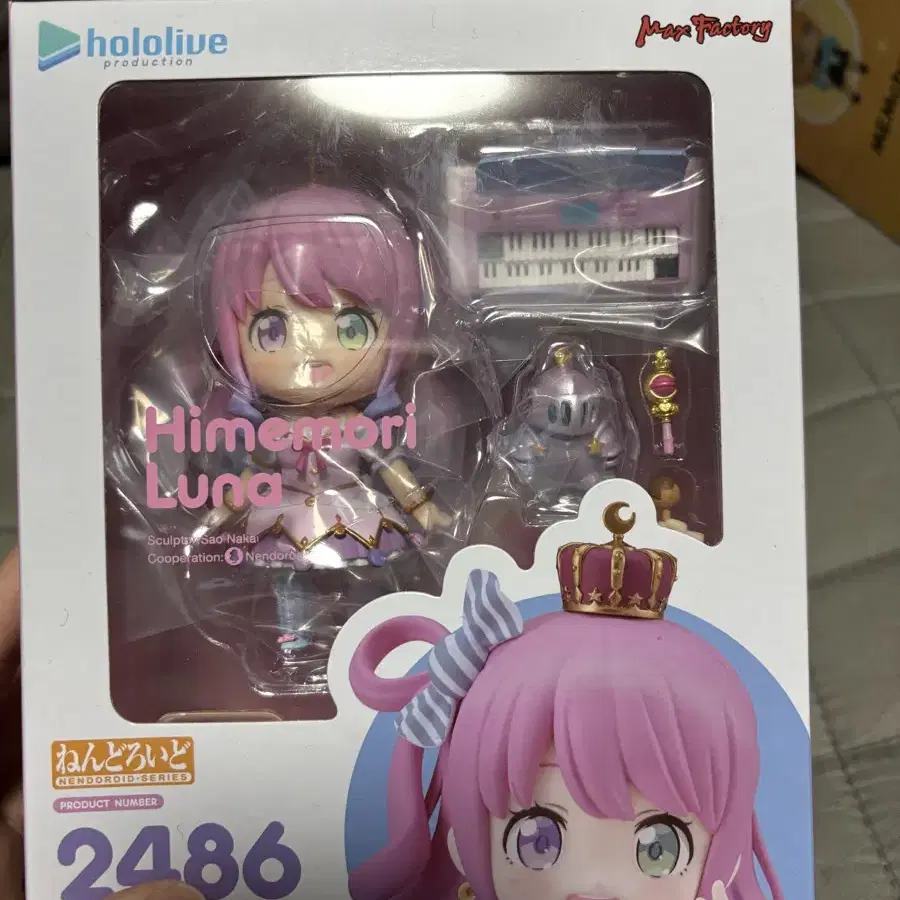 hololive
production
Max Factory
Himemori
Luna
Sculptor/Sao Nakai
Cooperation:
ねんどろいど
NENDOROID·SERIES
PRODUCT NUMBER
2486